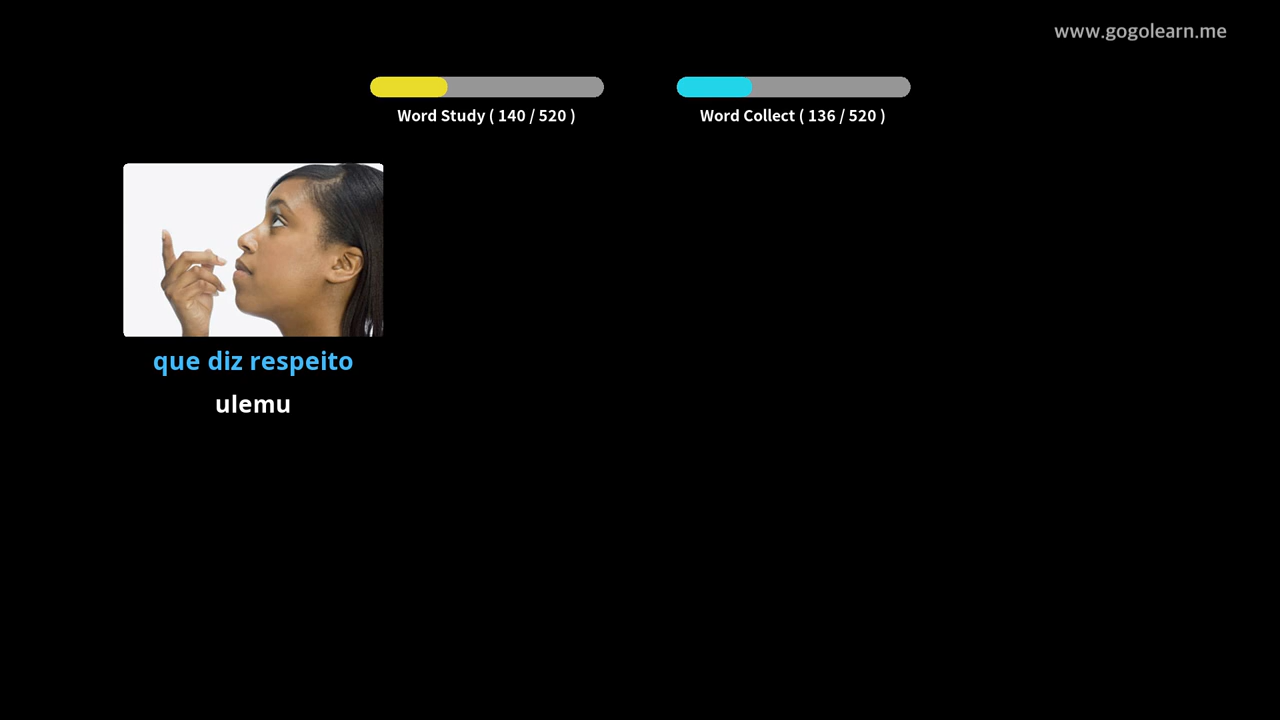 www.gogolearn.me
Word Study ( 140 / 520 )
Word Collect ( 136 / 520 )
que diz respeito
ulemu